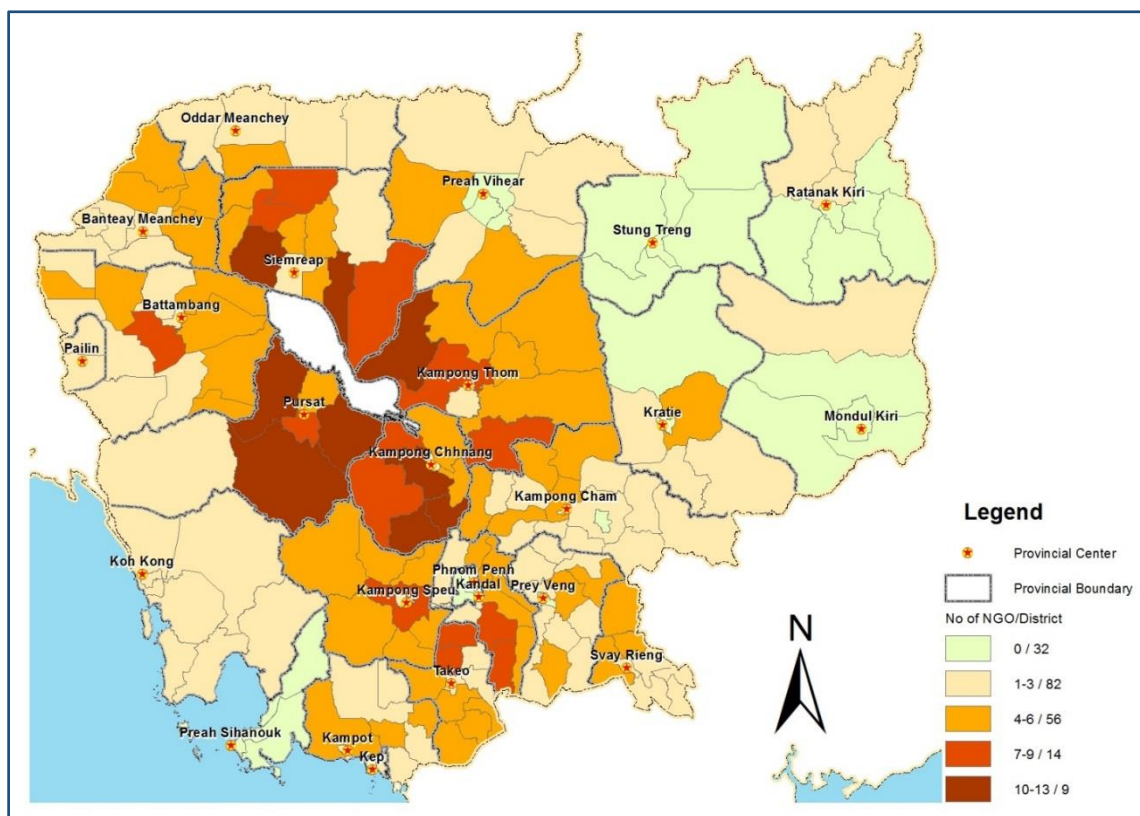 Oddar Meanchey
Preah Vihear
Ratanak Kiri
Banteay Meanchey
Stung Treng
Siemreap
Battambang
Pailin
Kampong Thom
Pursat
Kratie
Mondul Kiri
Kampong Chhnang
Kampong Cham
Koh Kong
Phnom Penh
Kandal
Prey Veng
Kampong Speu
Svay Rieng
Takeo
Preah Sihanouk
Kampot
Kep
N
Legend
Provincial Center
Provincial Boundary
No of NGO/District
0 / 32
1-3 / 82
4-6 / 56
7-9 / 14
10-13 / 9